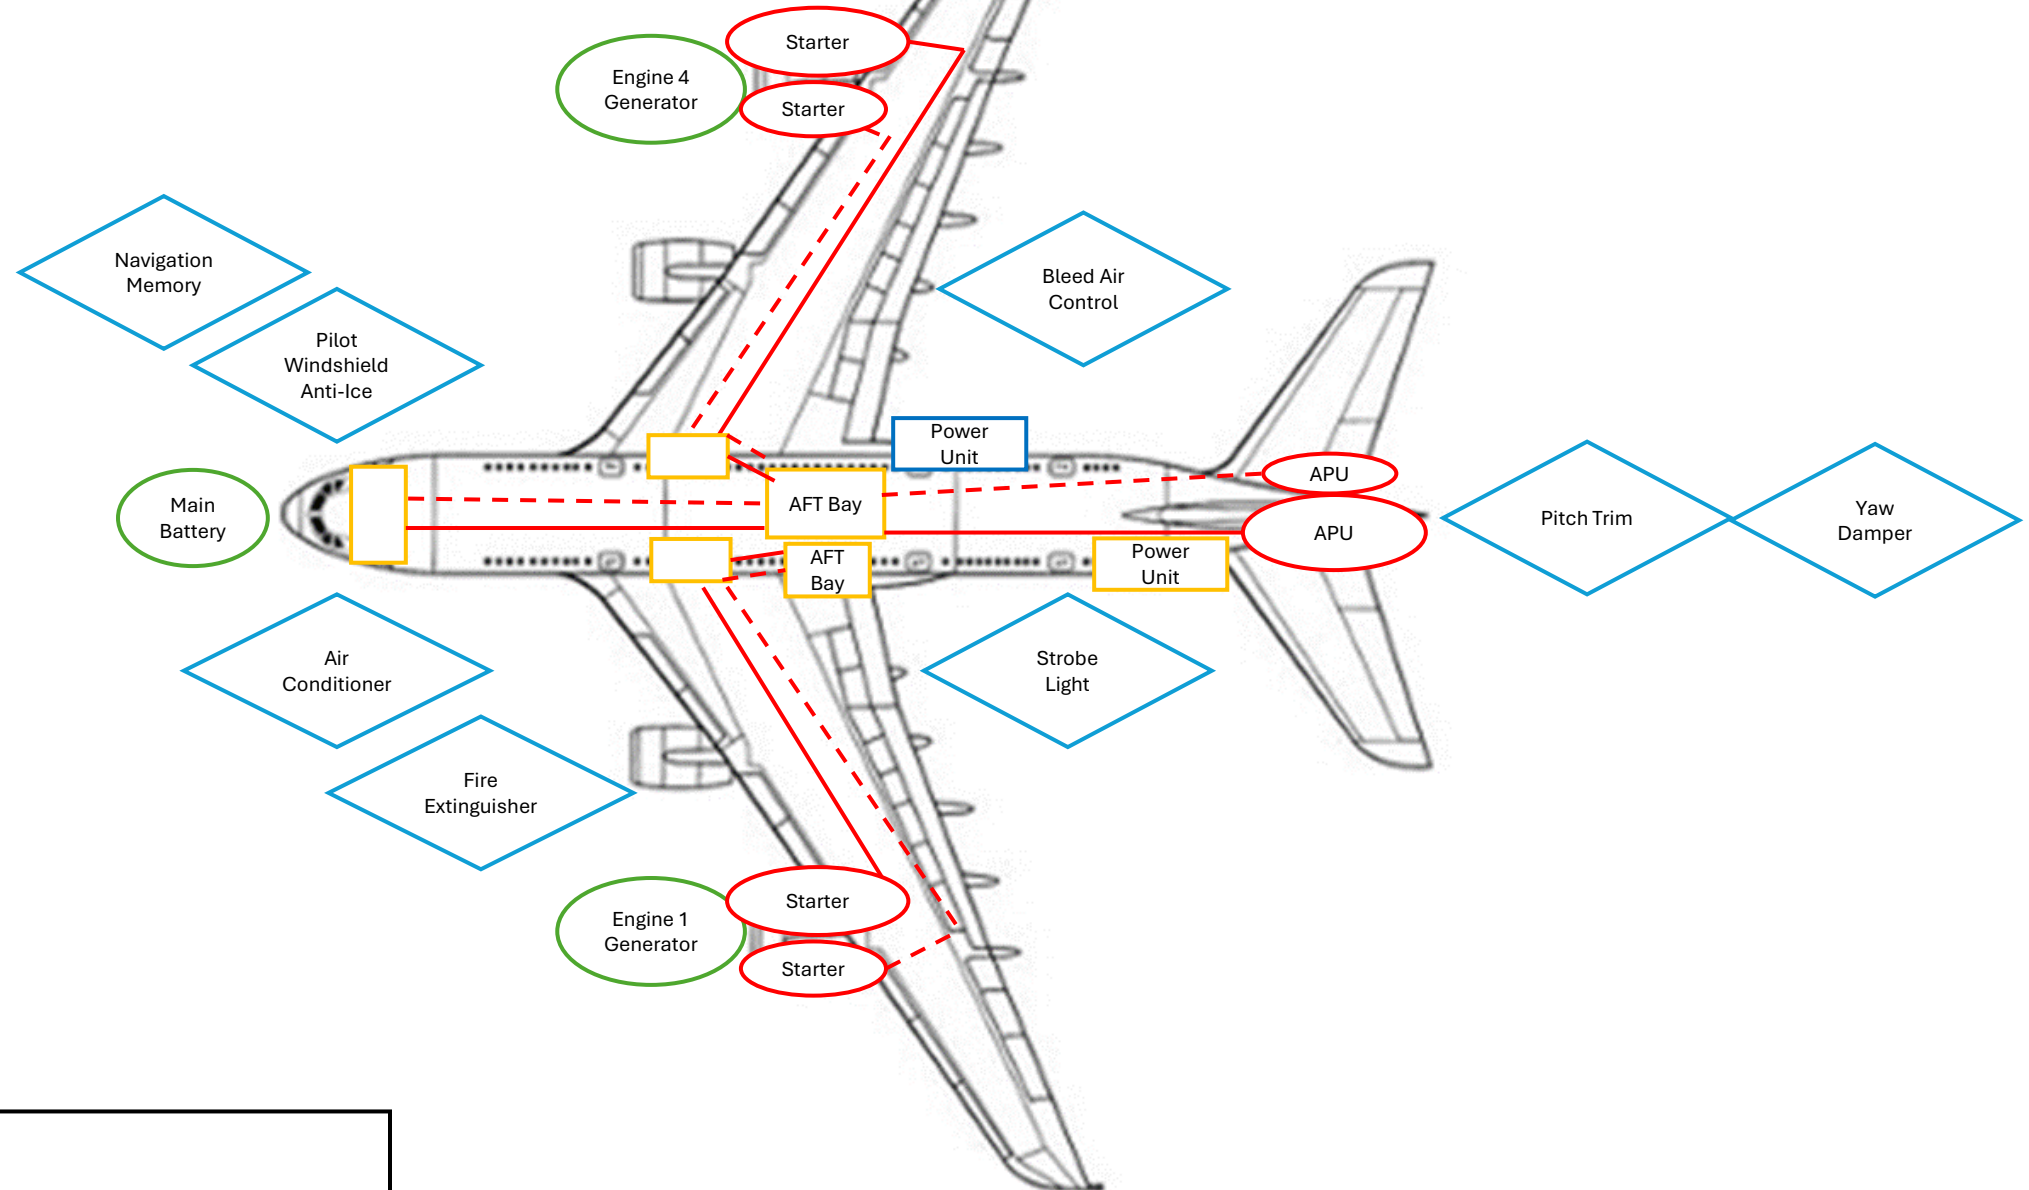 Starter
Engine 4
Generator
Starter
Navigation
Memory
Bleed Air
Control
Pilot
Windshield
Anti-Ice
Power
Unit
APU
Main
Battery
AFT Bay
APU
Pitch Trim
Yaw
Damper
AFT
Bay
Power
Unit
Air
Conditioner
Strobe
Light
Fire
Extinguisher
Starter
Engine 1
Generator
Starter